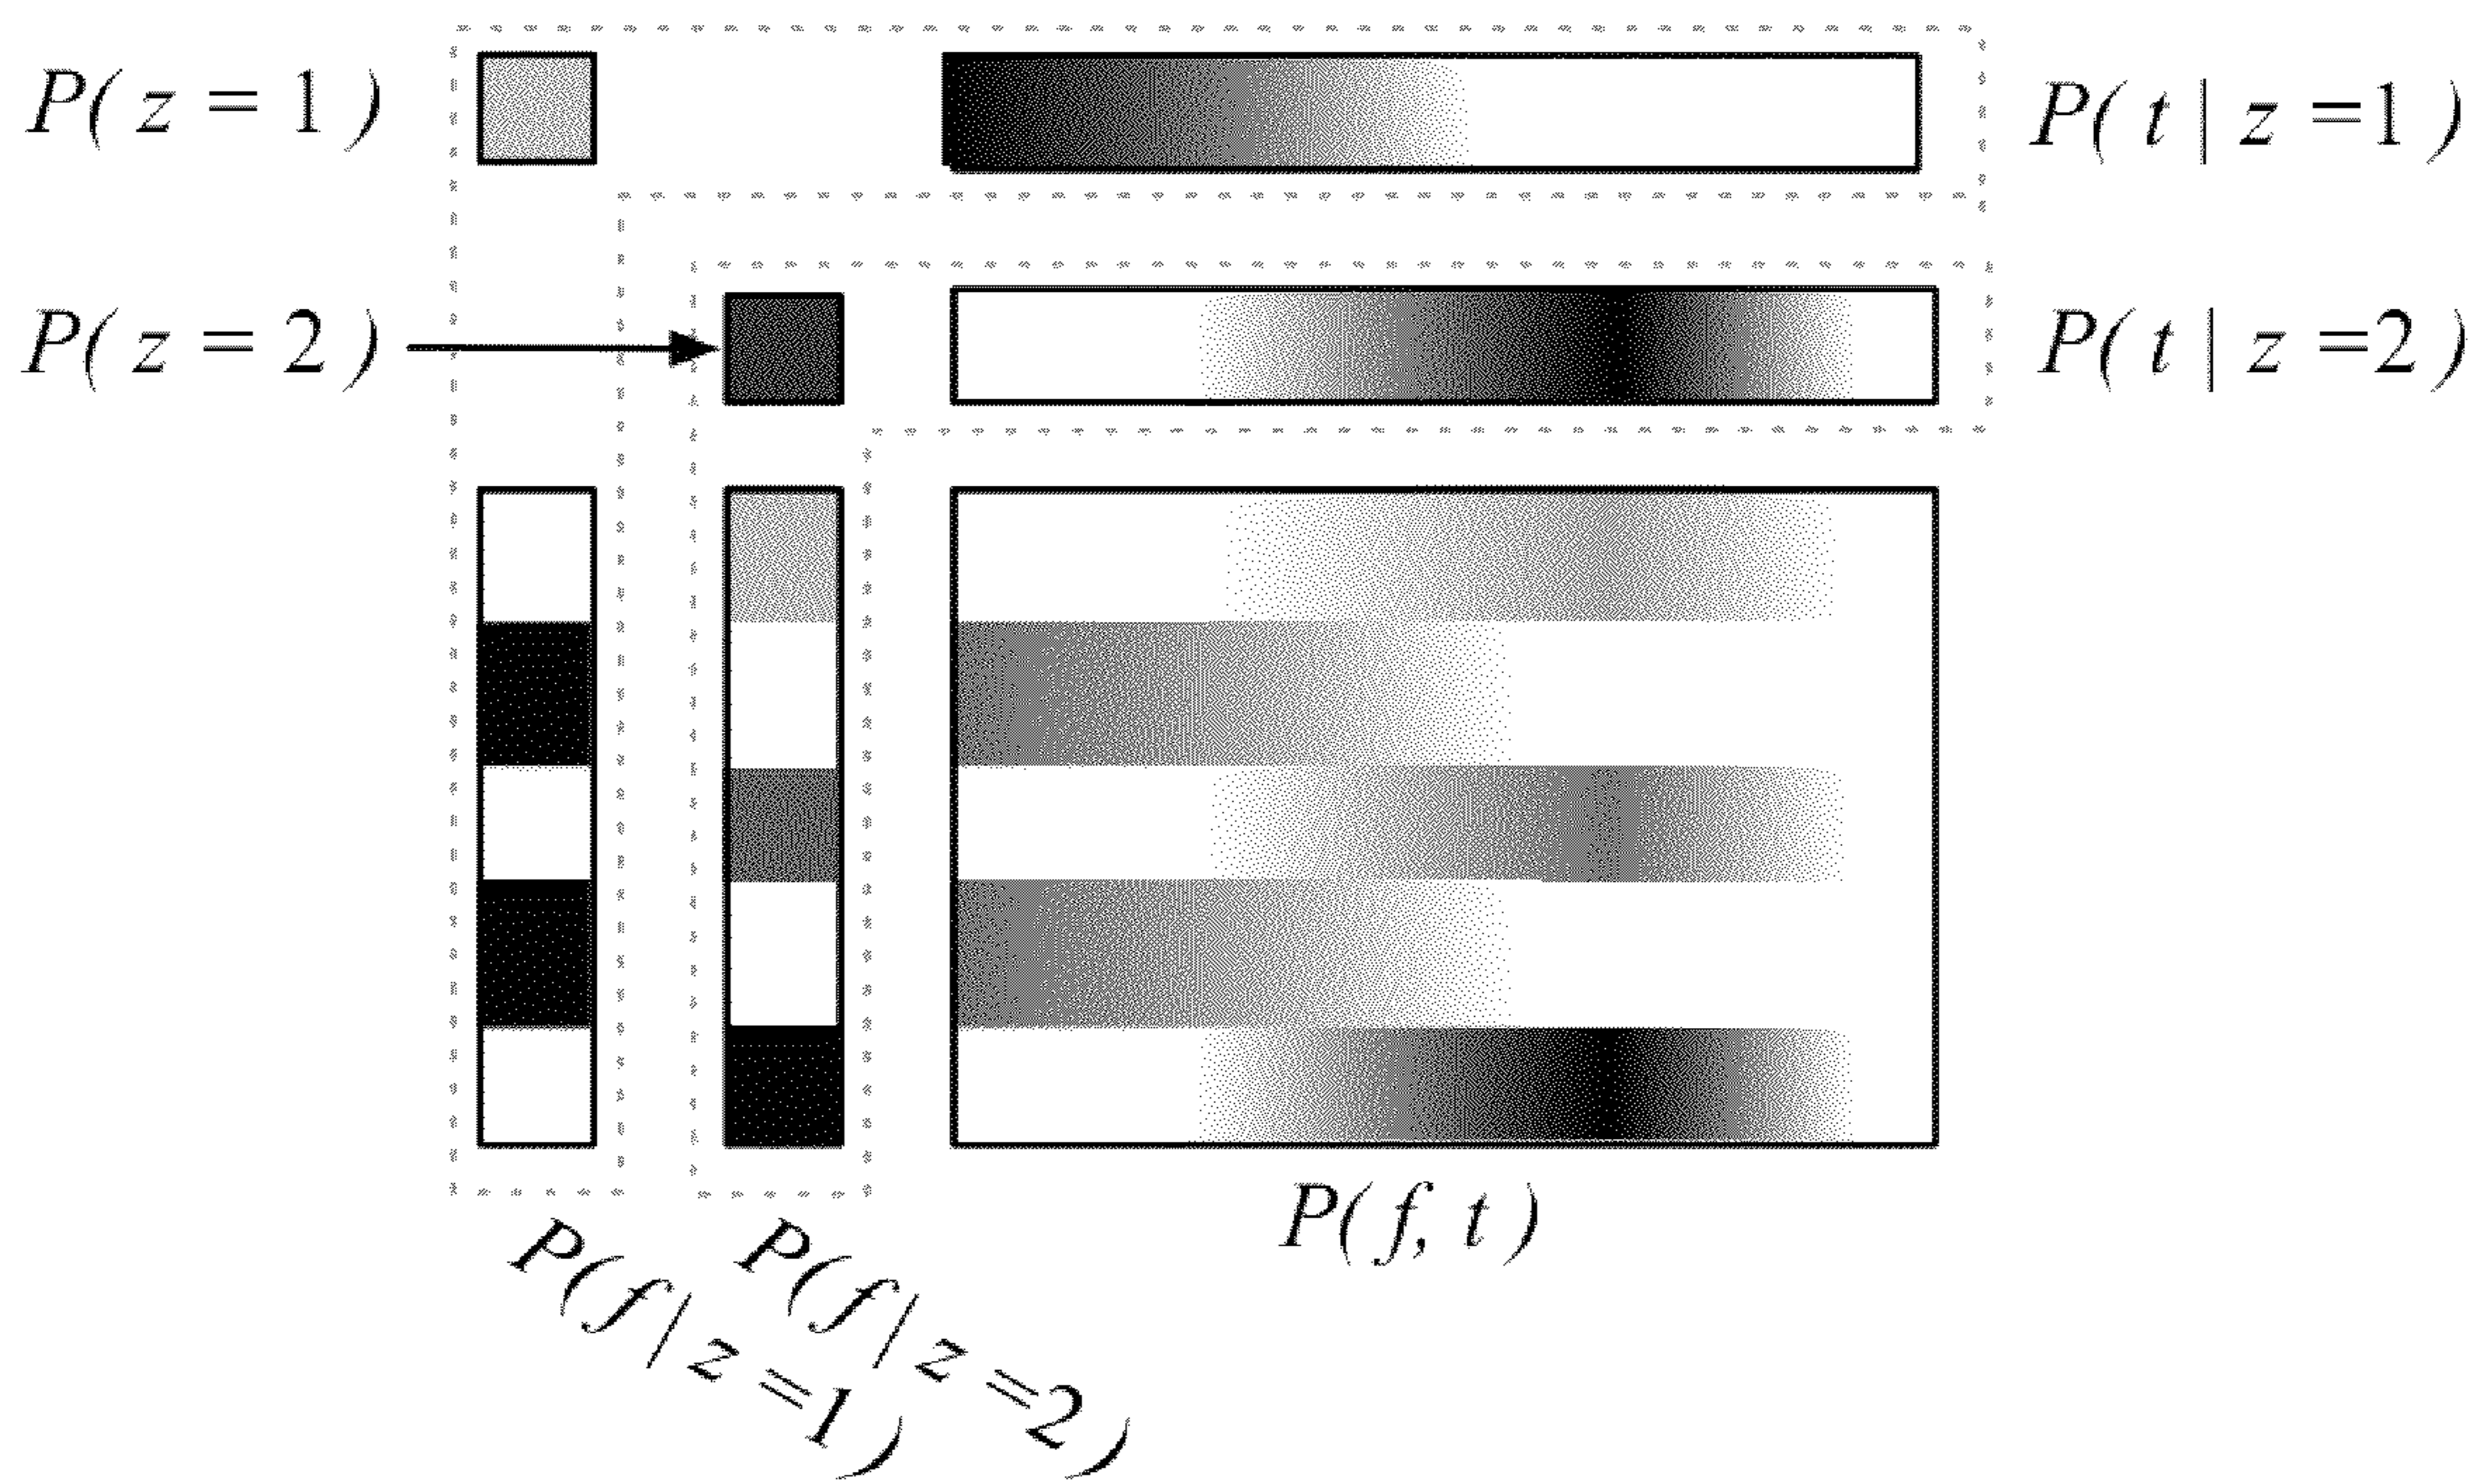 P( z = 1 )
P( t | z =1 )
P( z = 2 )
P( t | z =2 )
P( f, t )
P( f | z =1 )
P( f | z =2 )